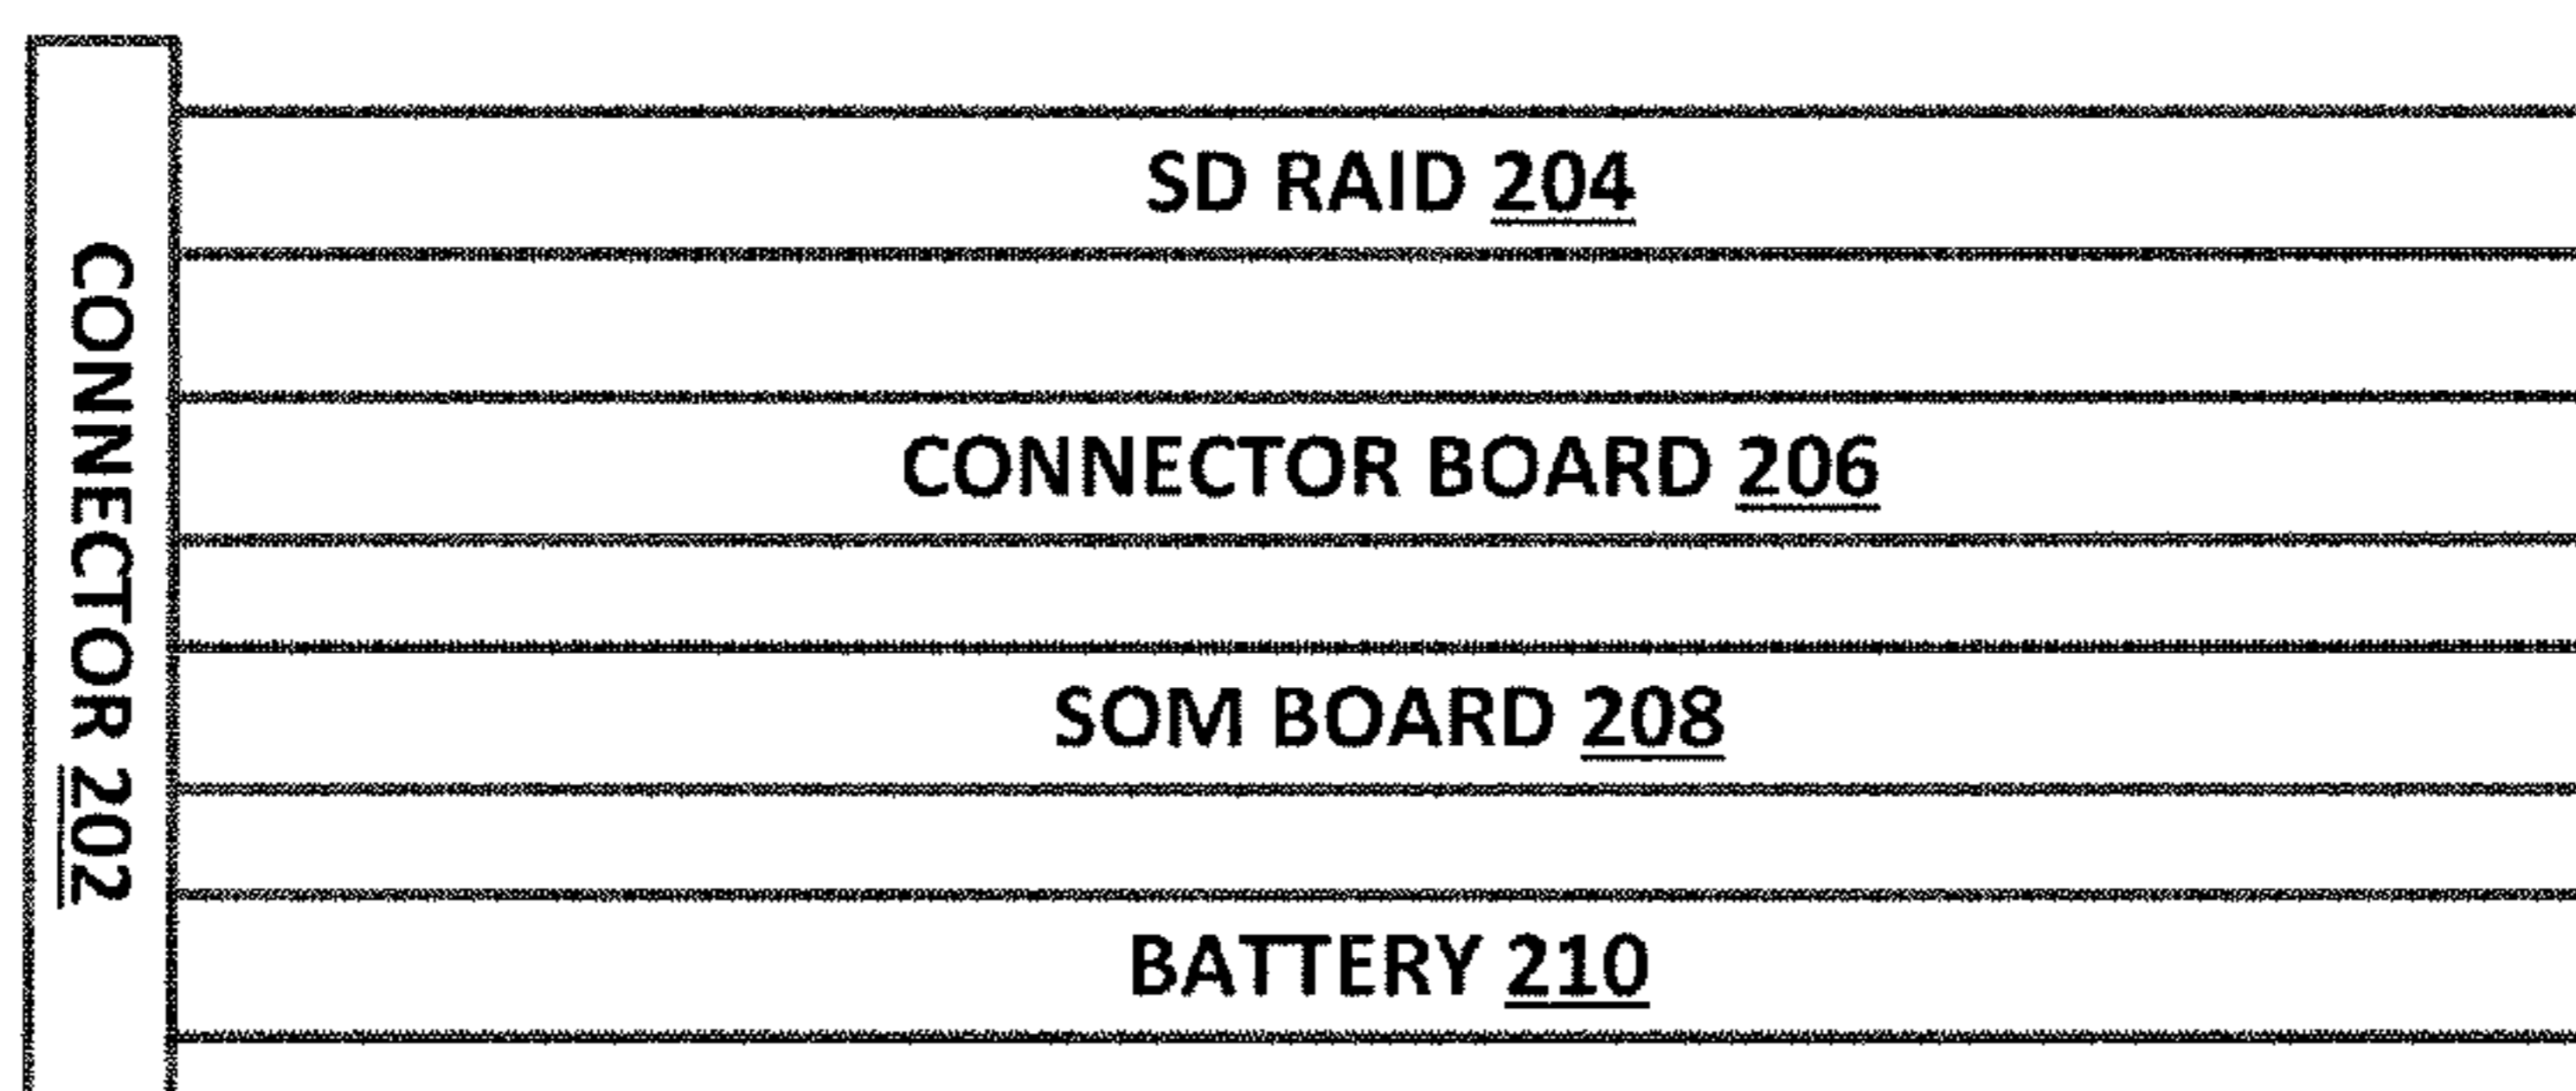 CONNECTOR 202
SD RAID 204
CONNECTOR BOARD 206
SOM BOARD 208
BATTERY 210